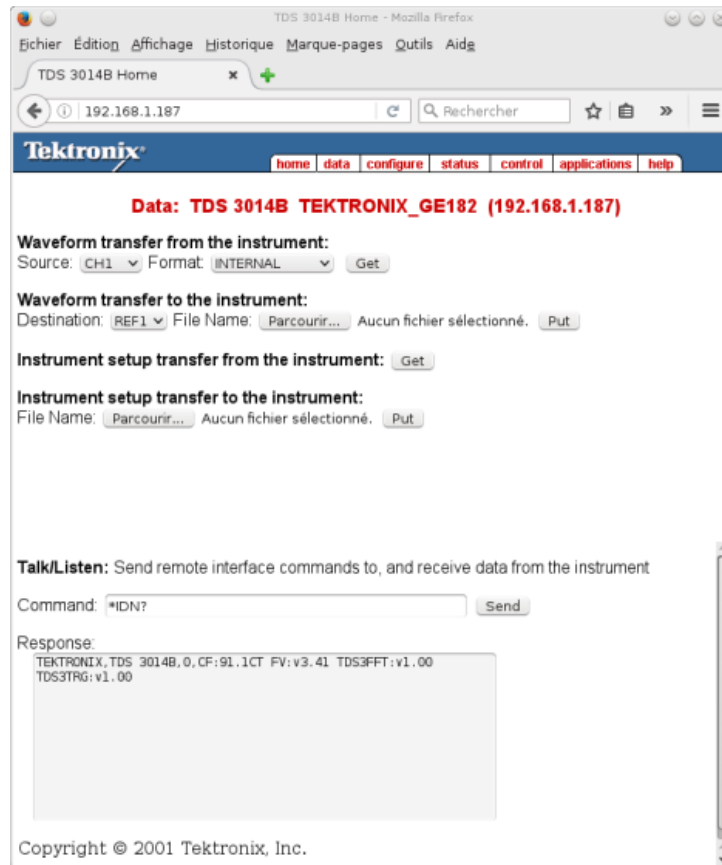 TDS 3014B Home - Mozilla Firefox
Fichier Édition Affichage Historique Marque-pages Outils Aide
TDS 3014B Home
192.168.1.187 Rechercher
Tektronix
home data configure status control applications help
Data: TDS 3014B TEKTRONIX_GE182 (192.168.1.187)
Waveform transfer from the instrument:
Source: CH1 Format: INTERNAL Get
Waveform transfer to the instrument:
Destination: REF1 File Name: Parcourir... Aucun fichier sélectionné. Put
Instrument setup transfer from the instrument: Get
Instrument setup transfer to the instrument:
File Name: Parcourir... Aucun fichier sélectionné. Put
Talk/Listen: Send remote interface commands to, and receive data from the instrument
Command: *IDN? Send
Response:
TEKTRONIX,TDS 3014B,0,CF:91.1CT FV:v3.41 TDS3FFT:v1.00
TDS3TRG:v1.00
Copyright © 2001 Tektronix, Inc.